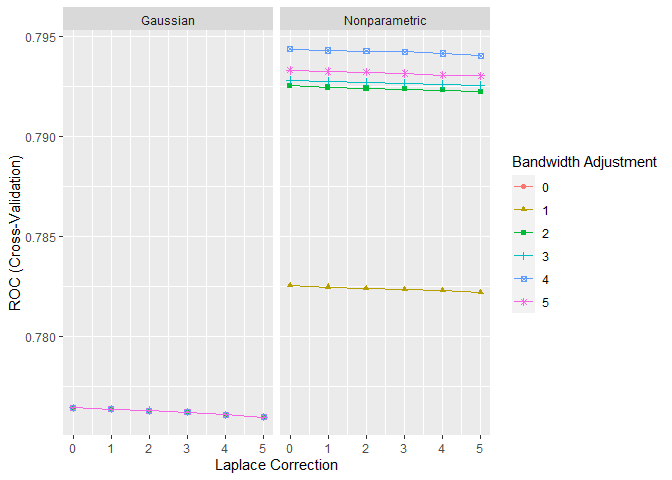 Gaussian
Nonparametric
ROC (Cross-Validation)
0.795
0.790
0.785
0.780
0 1 2 3 4 5
0 1 2 3 4 5
Laplace Correction
Bandwidth Adjustment
0
1
2
3
4
5